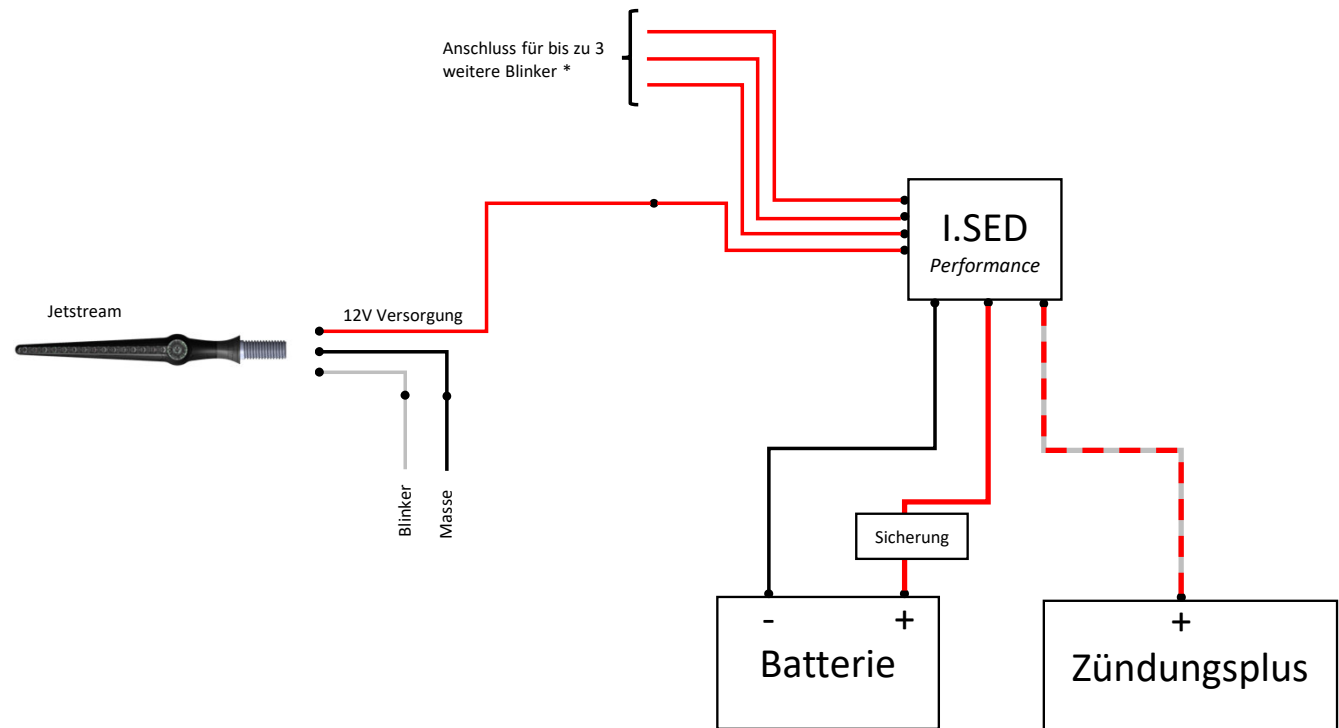 Anschluss für bis zu 3
weitere Blinker *
I.SED
Performance
Jetstream
12V Versorgung
Blinker
Masse
Sicherung
- +
Batterie
+
Zündungsplus